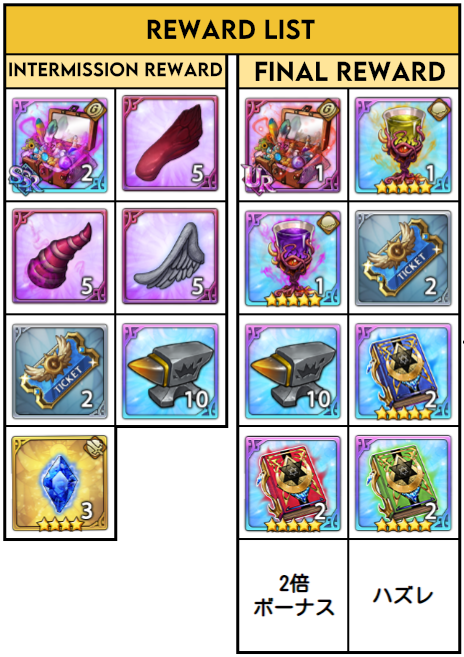 REWARD LIST
INTERMISSION REWARD
FINAL REWARD
G
SSR
2
5
G
UR
1
1
5
5
1
TICKET
2
TICKET
2
10
10
2
3
2
2
2倍
ボーナス
ハズレ